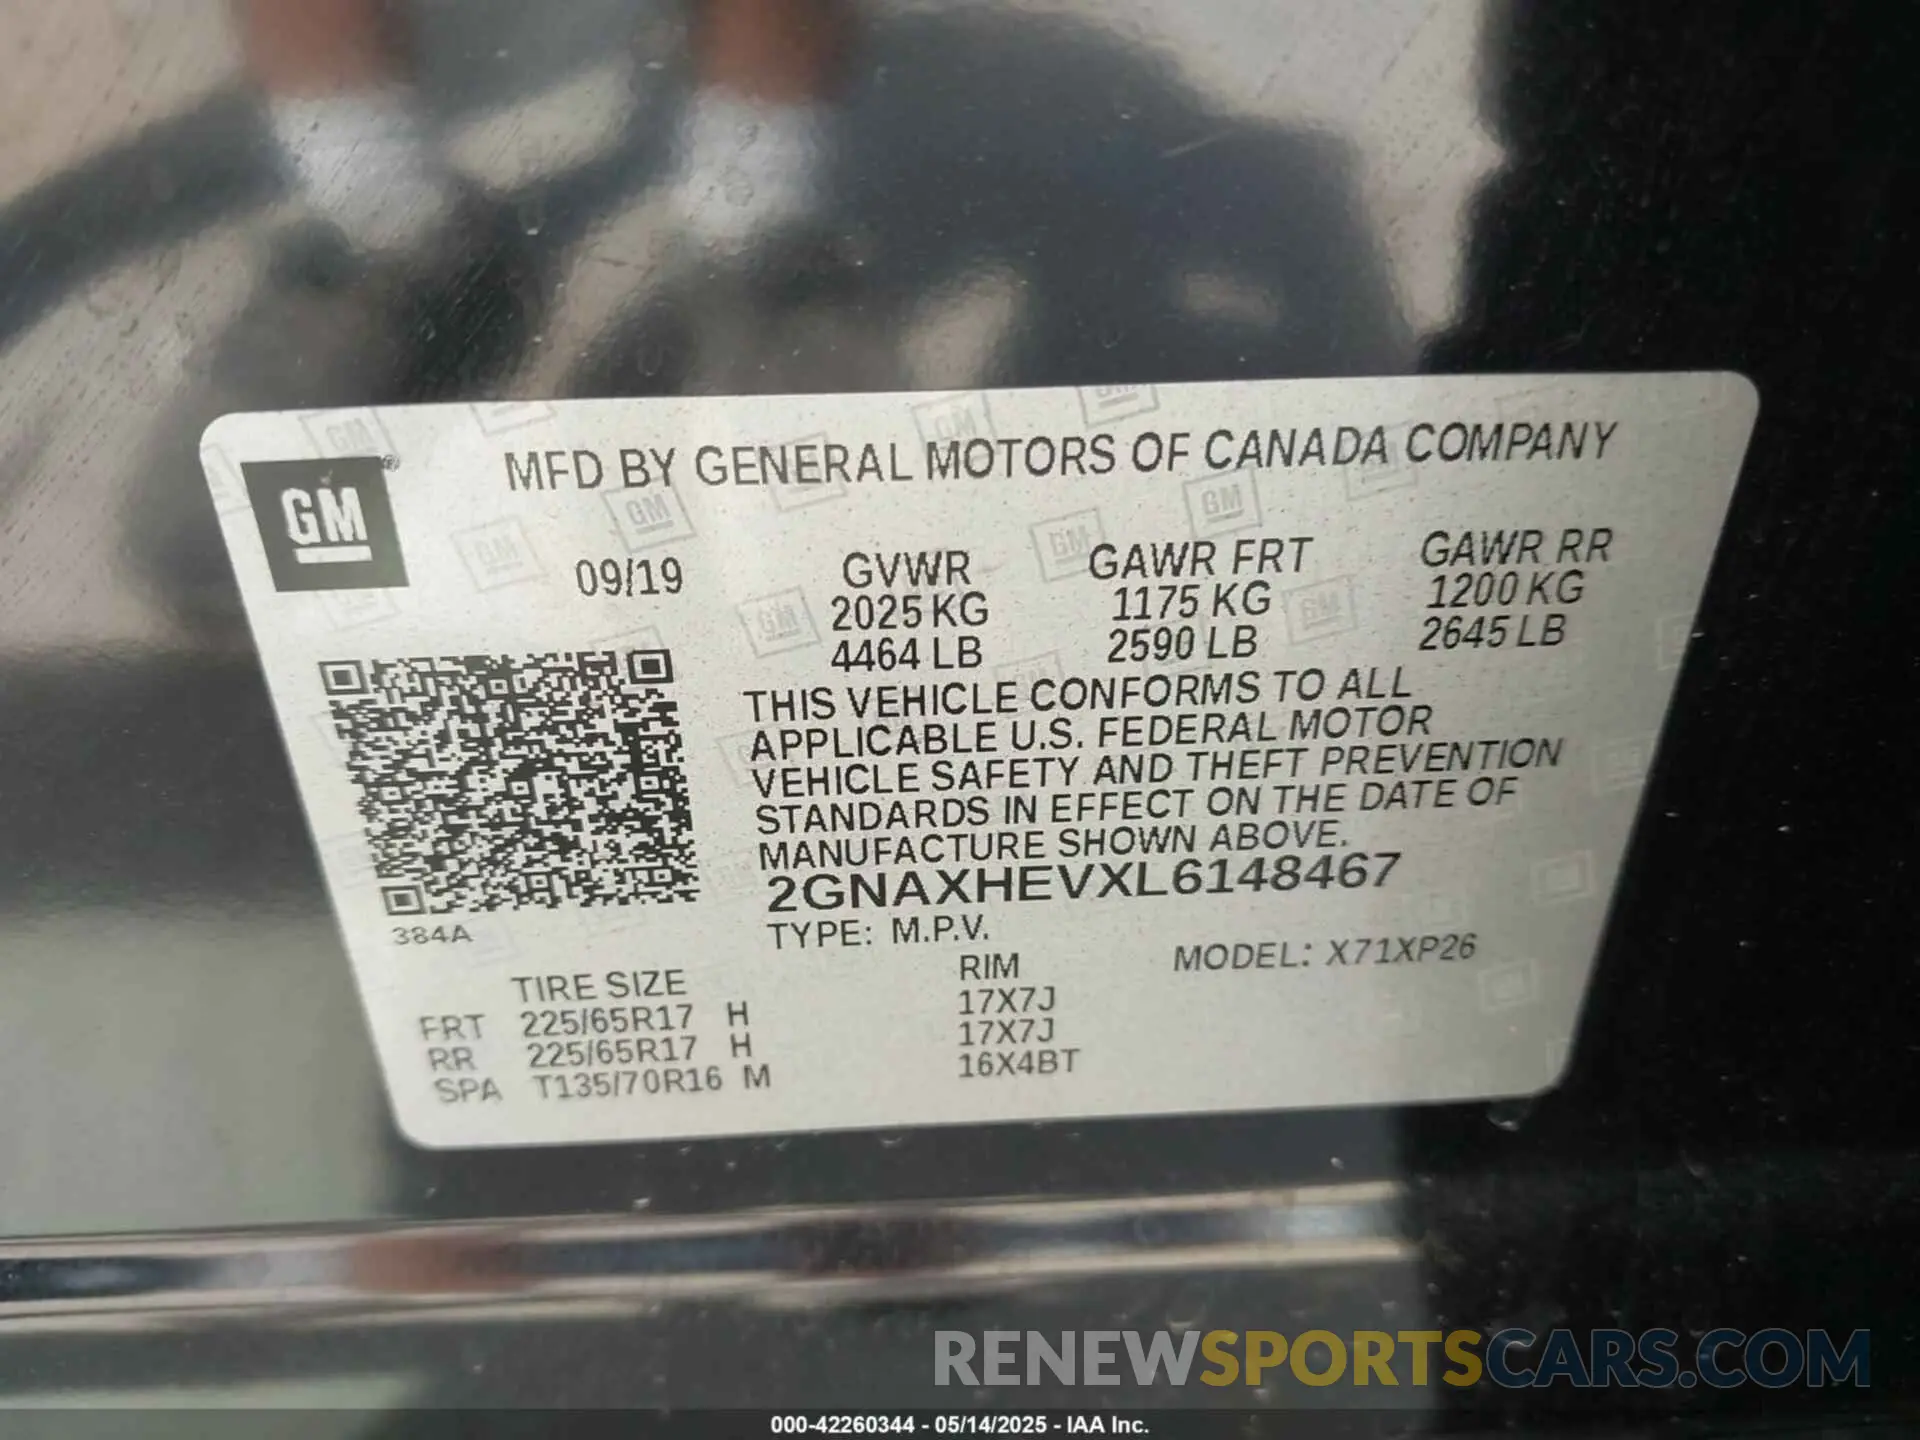 MFD BY GENERAL MOTORS OF CANADA COMPANY
GM ®
09/19
GVWR GAWR FRT GAWR RR
2025 KG 1175 KG 1200 KG
4464 LB 2590 LB 2645 LB
THIS VEHICLE CONFORMS TO ALL
APPLICABLE U.S. FEDERAL MOTOR
VEHICLE SAFETY AND THEFT PREVENTION
STANDARDS IN EFFECT ON THE DATE OF
MANUFACTURE SHOWN ABOVE.
2GNAXHEVXL6148467
384A
TYPE: M.P.V.
MODEL: X71XP26
TIRE SIZE RIM
FRT 225/65R17 H 17X7J
RR 225/65R17 H 17X7J
SPA T135/70R16 M 16X4BT
RENEWSPORTSCARS.COM
000-42260344 - 05/14/2025 - IAA Inc.